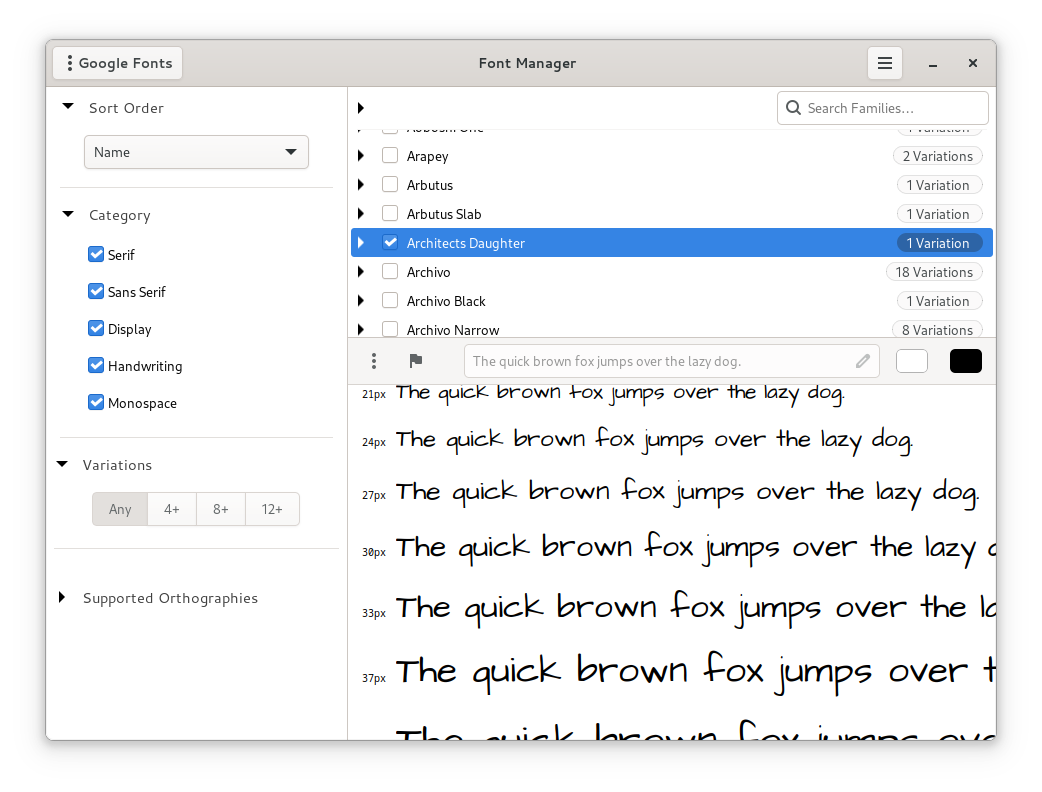 Google Fonts
Font Manager
Sort Order
Name
Category
Serif
Sans Serif
Display
Handwriting
Monospace
Variations
Any 4+ 8+ 12+
Supported Orthographies
Search Families...
1 Variation
Arapey 2 Variations
Arbutus 1 Variation
Arbutus Slab 1 Variation
Architects Daughter 1 Variation
Archivo 18 Variations
Archivo Black 1 Variation
Archivo Narrow 8 Variations
The quick brown fox jumps over the lazy dog.
21px The quick brown fox jumps over the lazy dog.
24px The quick brown fox jumps over the lazy dog.
27px The quick brown fox jumps over the lazy dog.
30px The quick brown fox jumps over the lazy
33px The quick brown fox jumps over the
37px The quick brown fox jumps over
The quick brown fox jumps